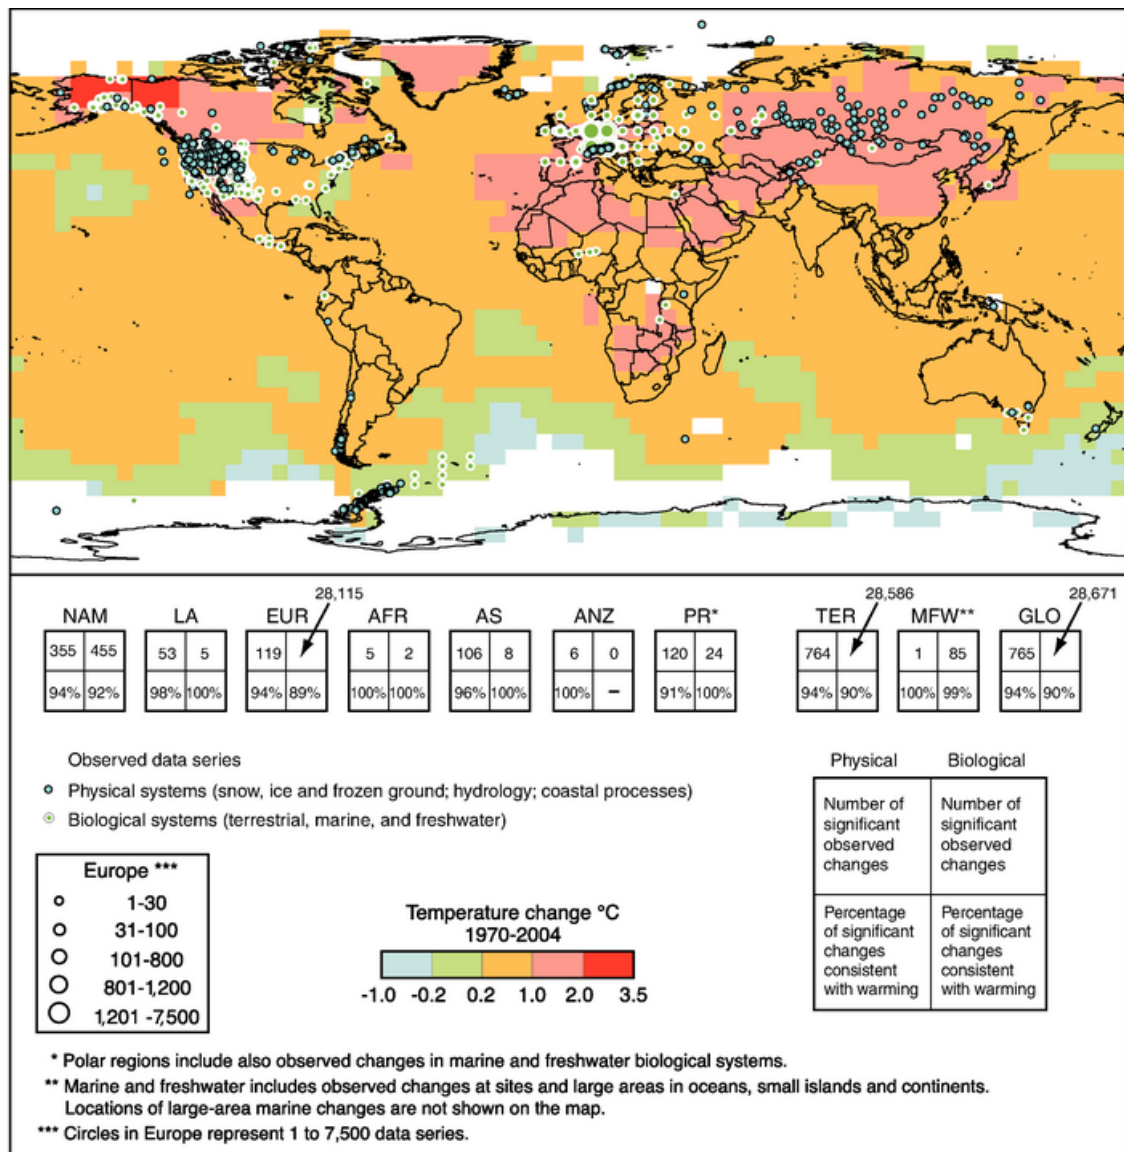 28,115
28,586
28,671
NAM LA EUR AFR AS ANZ PR* TER MFW** GLO
355 455 53 5 119 5 2 106 8 6 0 120 24 764 1 85 765
94% 92% 98% 100% 94% 89% 100% 100% 96% 100% 100% – 91% 100% 94% 90% 100% 99% 94% 90%
Observed data series
Physical systems (snow, ice and frozen ground; hydrology; coastal processes)
Biological systems (terrestrial, marine, and freshwater)
Europe ***
1-30
31-100
101-800
801-1,200
1,201 -7,500
Temperature change °C
1970-2004
-1.0 -0.2 0.2 1.0 2.0 3.5
Physical Biological
Number of
significant
observed
changes
Number of
significant
observed
changes
Percentage
of significant
changes
consistent
with warming
Percentage
of significant
changes
consistent
with warming
* Polar regions include also observed changes in marine and freshwater biological systems.
** Marine and freshwater includes observed changes at sites and large areas in oceans, small islands and continents.
Locations of large-area marine changes are not shown on the map.
*** Circles in Europe represent 1 to 7,500 data series.